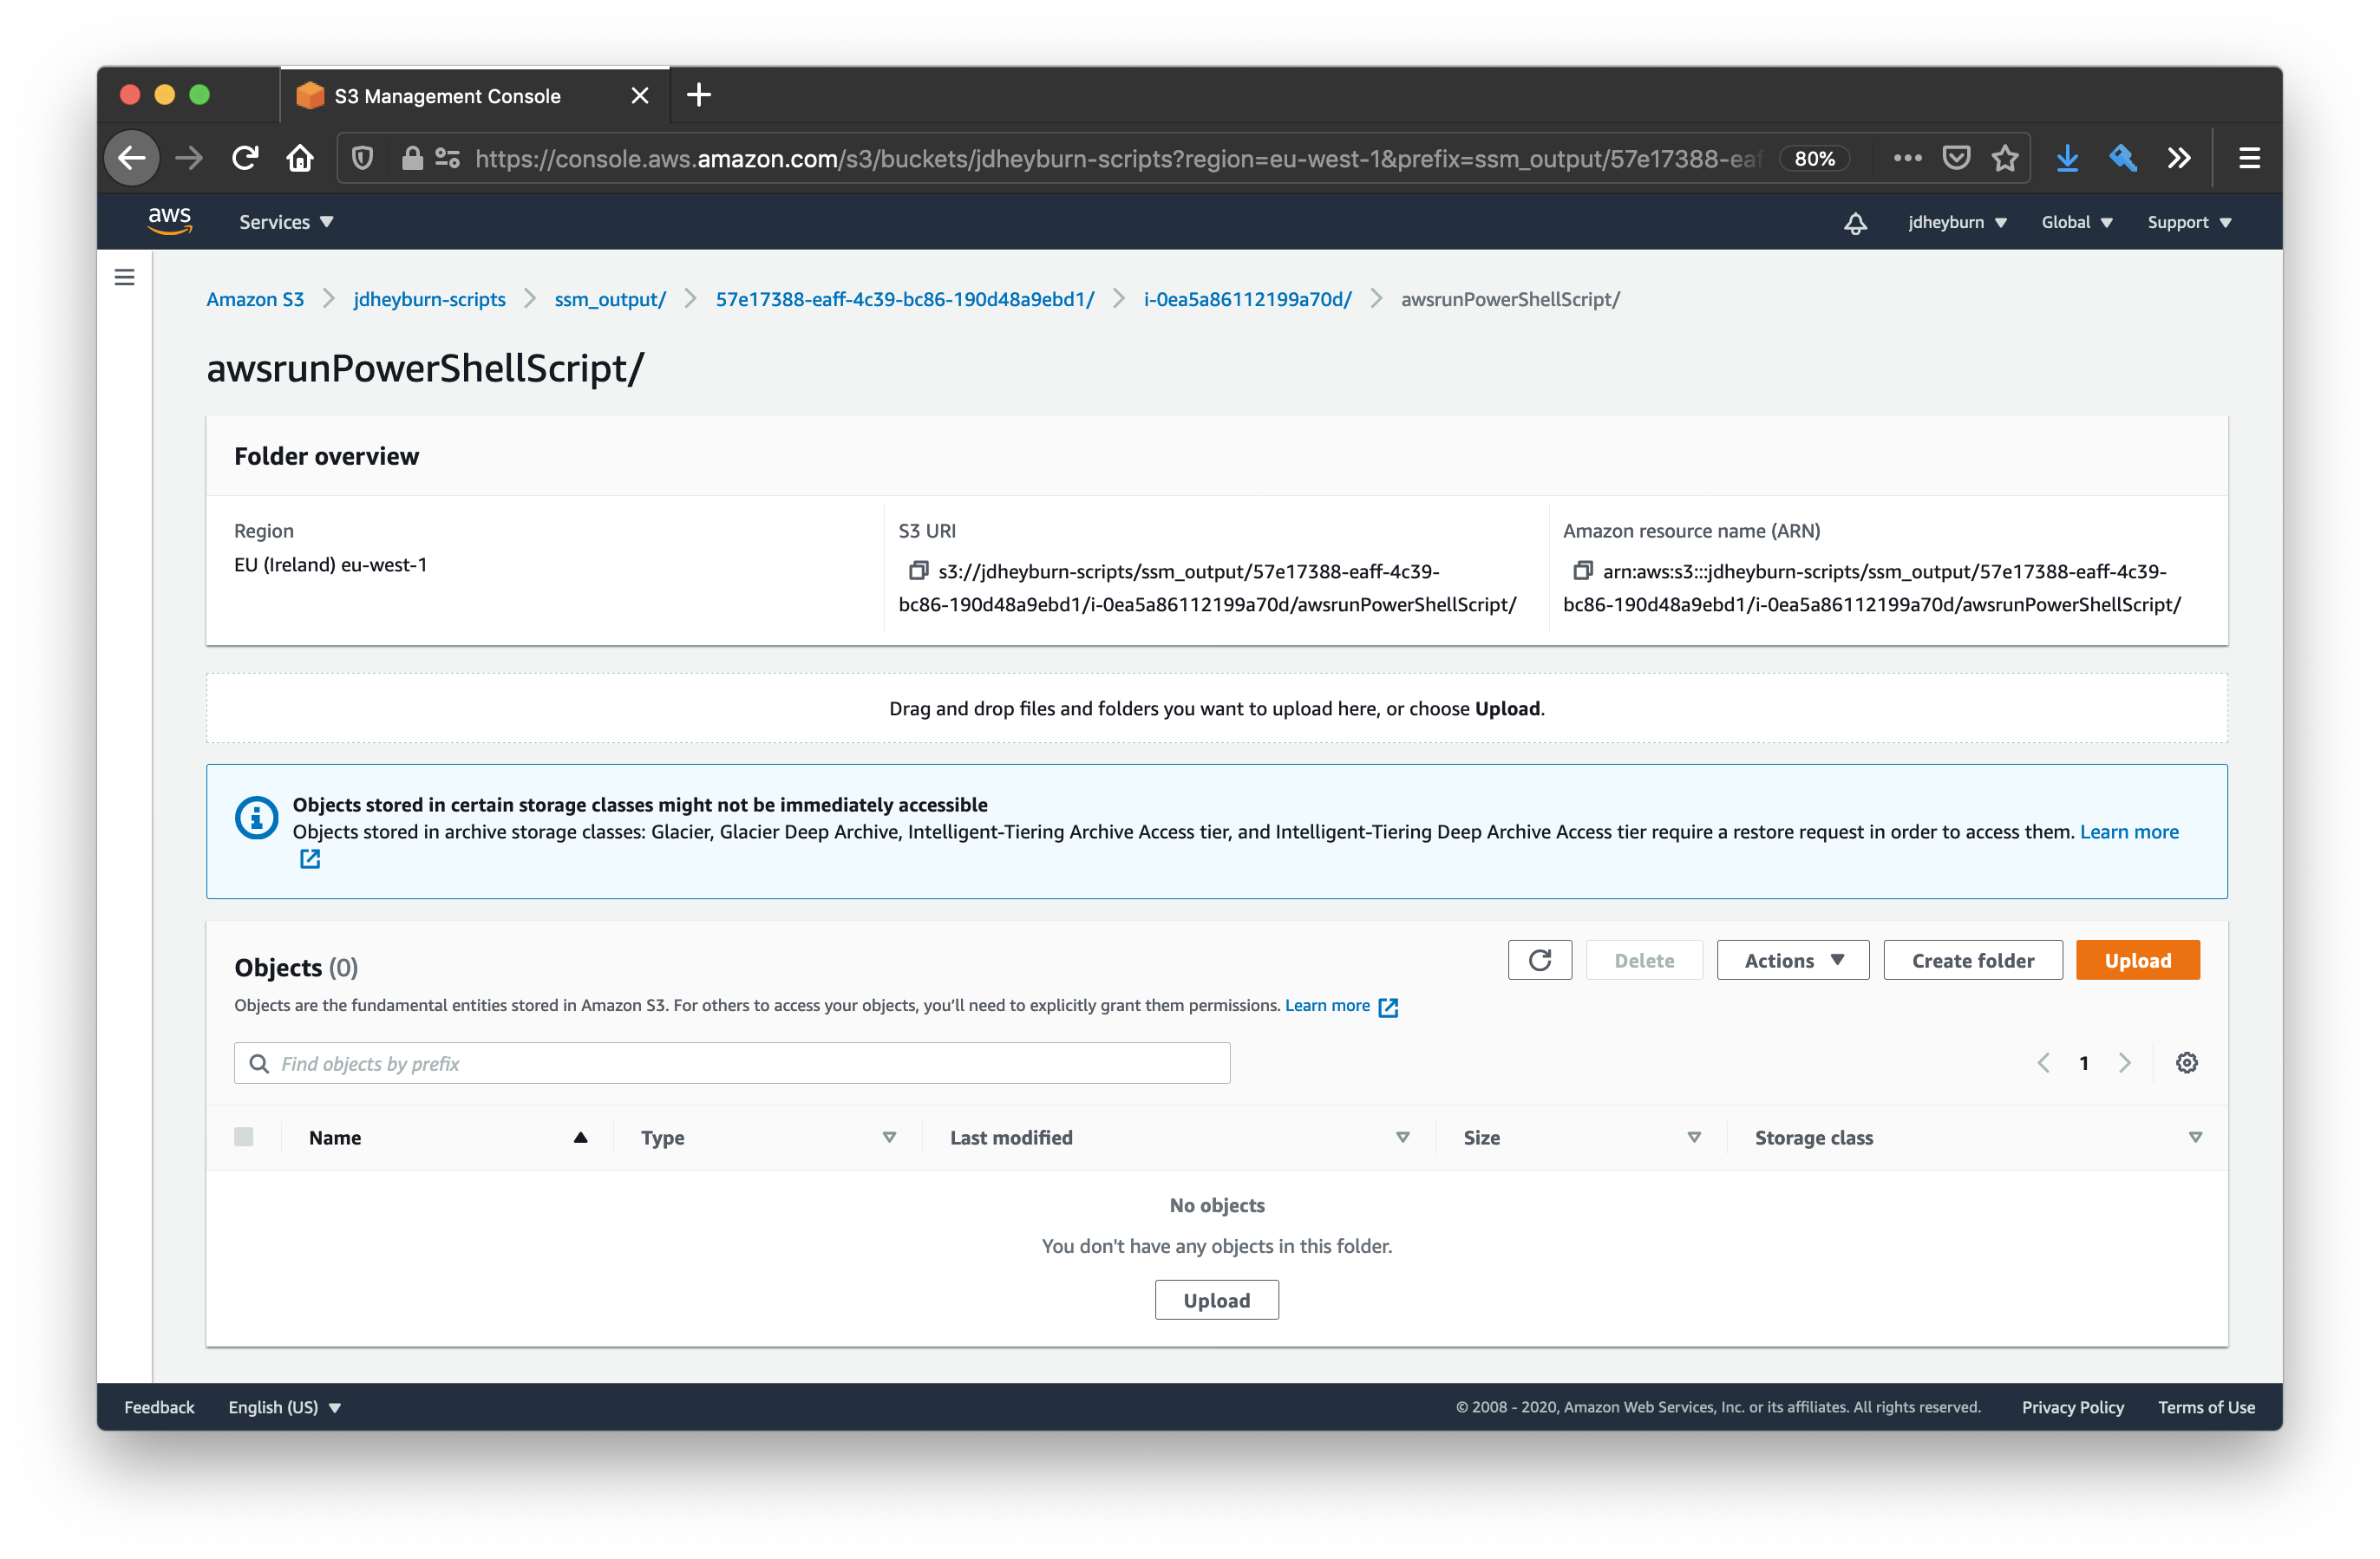 S3 Management Console
https://console.aws.amazon.com/s3/buckets/jdheyburn-scripts?region=eu-west-1&prefix=ssm_output/57e17388-eaf
80%
aws
Services
jdheyburn
Global
Support
Amazon S3 > jdheyburn-scripts > ssm_output/ > 57e17388-eaff-4c39-bc86-190d48a9ebd1/ > i-0ea5a86112199a70d/ > awsrunPowerShellScript/
awsrunPowerShellScript/
Folder overview
Region
EU (Ireland) eu-west-1
S3 URI
s3://jdheyburn-scripts/ssm_output/57e17388-eaff-4c39-
bc86-190d48a9ebd1/i-0ea5a86112199a70d/awsrunPowerShellScript/
Amazon resource name (ARN)
arn:aws:s3:::jdheyburn-scripts/ssm_output/57e17388-eaff-4c39-
bc86-190d48a9ebd1/i-0ea5a86112199a70d/awsrunPowerShellScript/
Drag and drop files and folders you want to upload here, or choose Upload.
Objects stored in certain storage classes might not be immediately accessible
Objects stored in archive storage classes: Glacier, Glacier Deep Archive, Intelligent-Tiering Archive Access tier, and Intelligent-Tiering Deep Archive Access tier require a restore request in order to access them. Learn more
Objects (0)
Delete
Actions
Create folder
Upload
Objects are the fundamental entities stored in Amazon S3. For others to access your objects, you’ll need to explicitly grant them permissions. Learn more
Find objects by prefix
1
Name
Type
Last modified
Size
Storage class
No objects
You don't have any objects in this folder.
Upload
Feedback
English (US)
© 2008 - 2020, Amazon Web Services, Inc. or its affiliates. All rights reserved.
Privacy Policy
Terms of Use